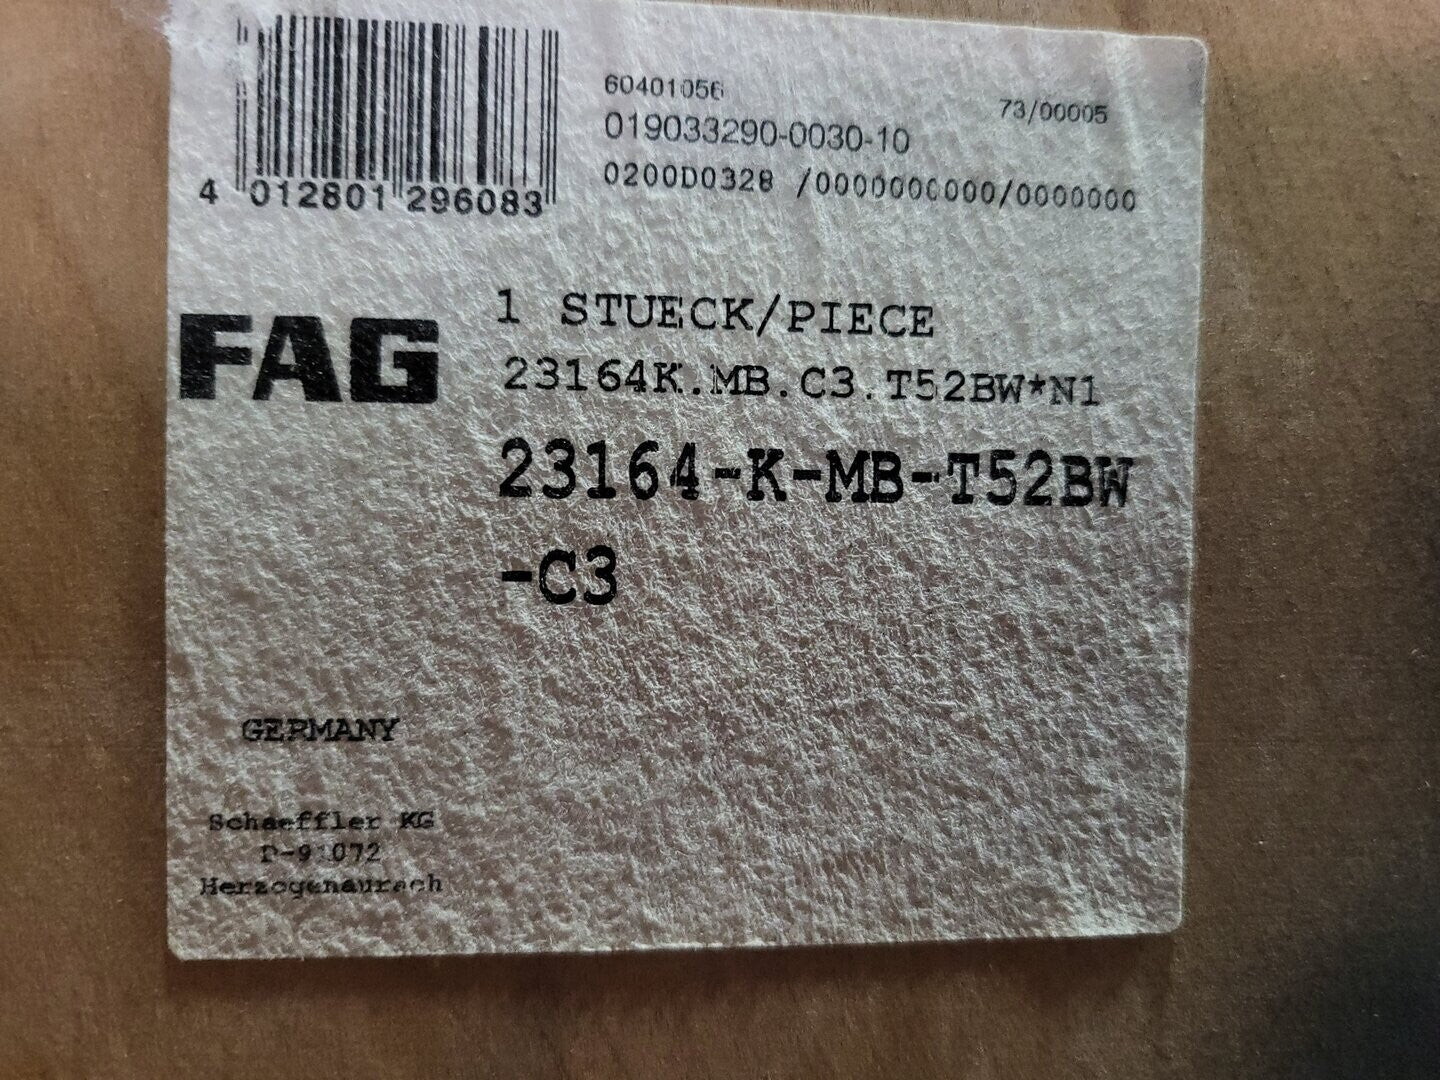 60401056
73/00005
019033290-0030-10
0200D0328 /0000000000/0000000
4 012801 296083
FAG
1 STUECK/PIECE
23164K.MB.C3.T52BW*N1
23164-K-MB-T52BW
-C3
GERMANY
Schaeffler KG
D-91072
Herzogenaurach